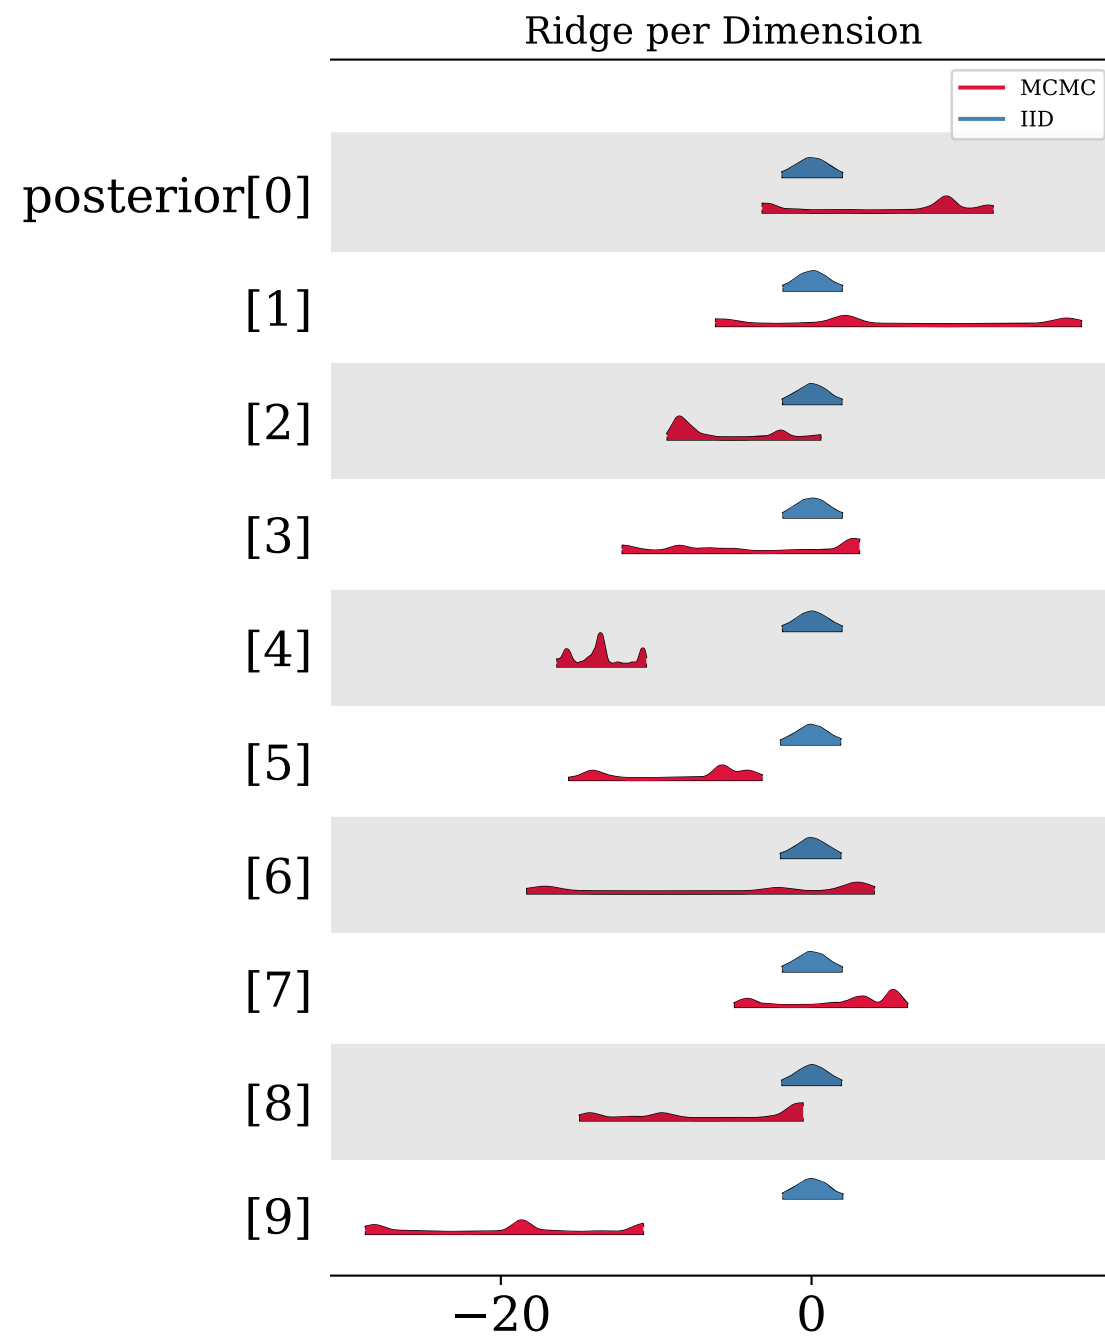 Ridge per Dimension
MCMC
IID
posterior[0]
[1]
[2]
[3]
[4]
[5]
[6]
[7]
[8]
[9]
−20 0